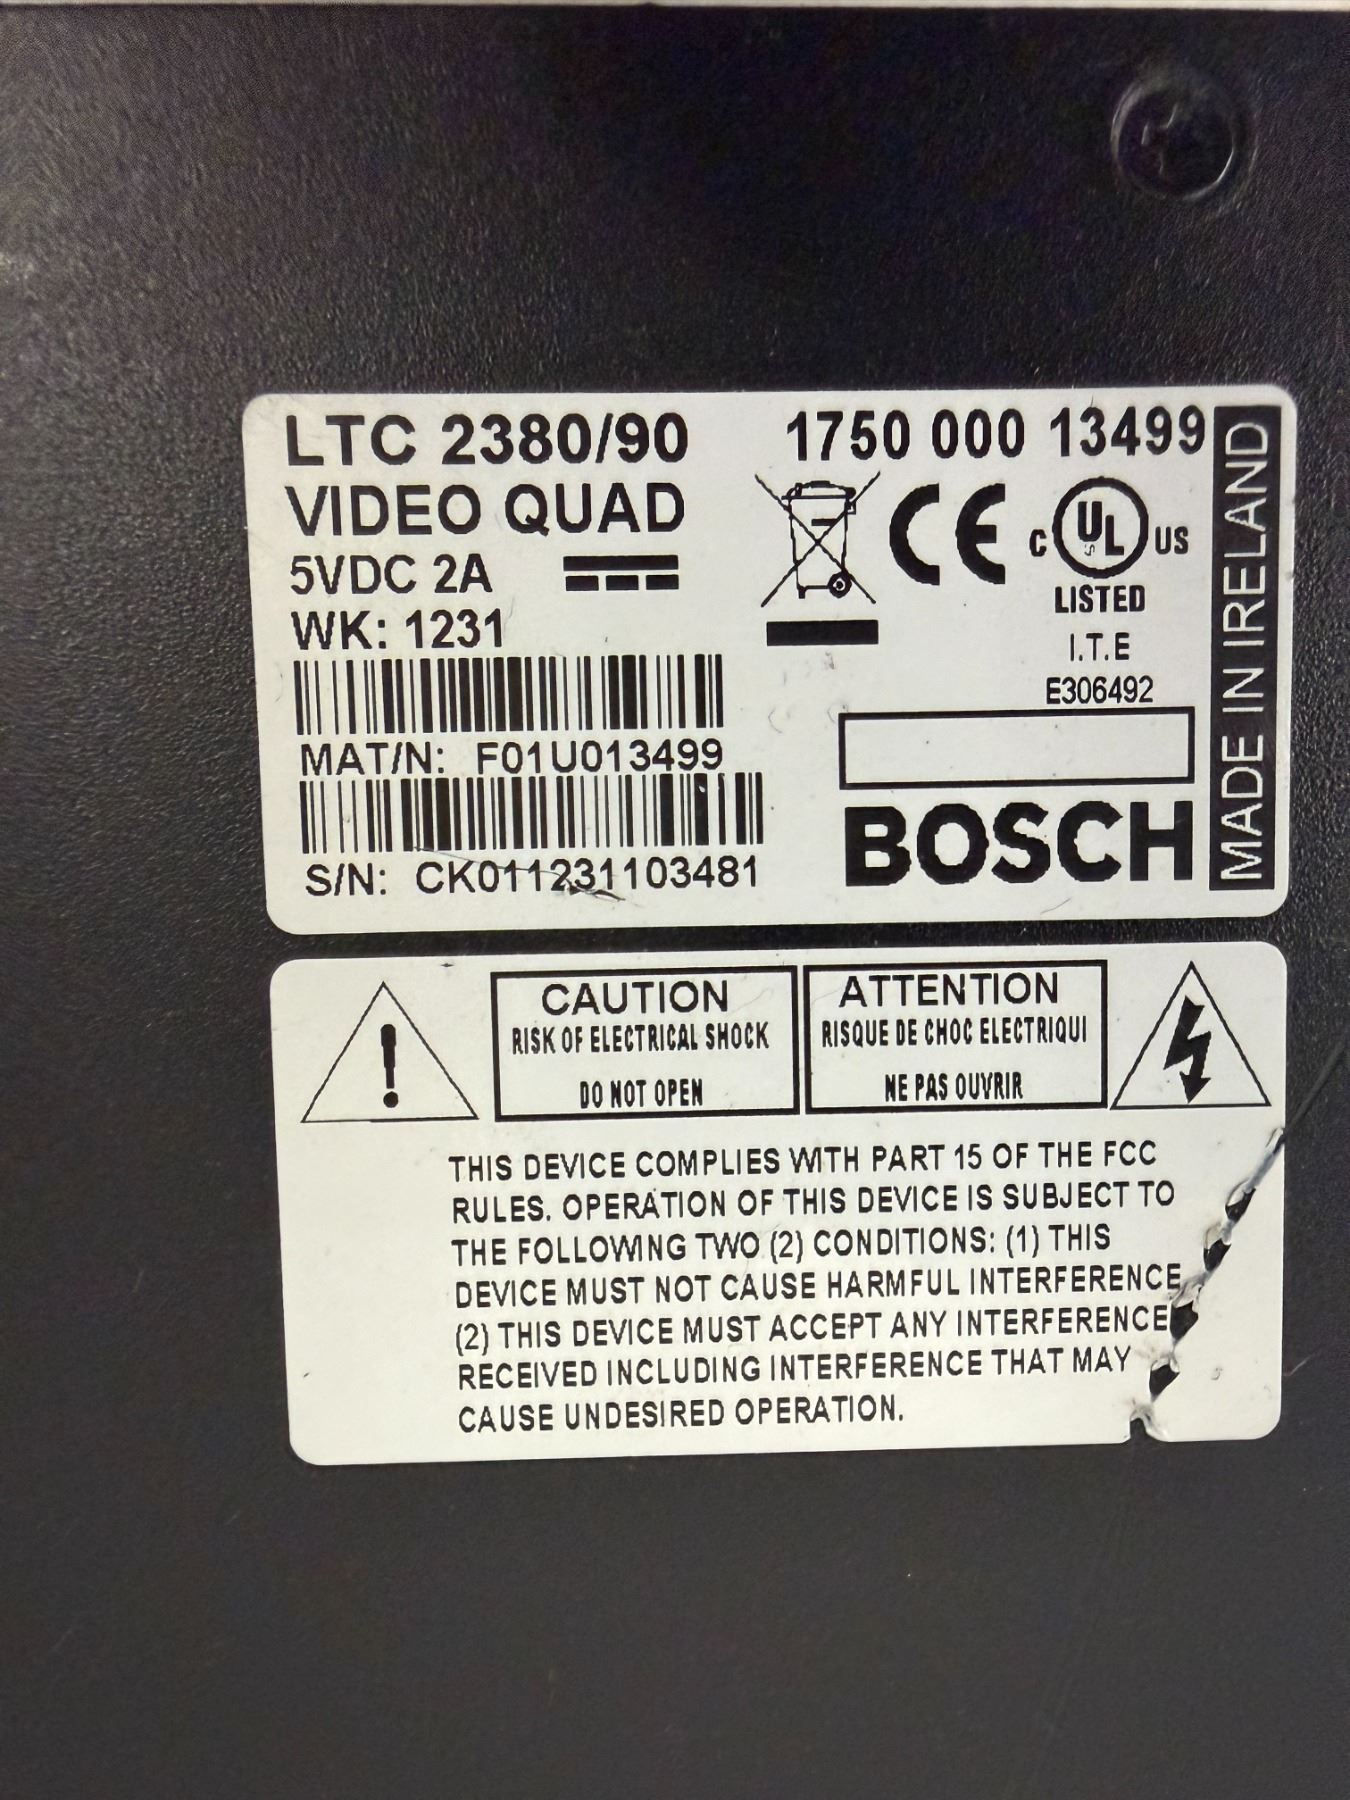 LTC 2380/90 1750 000 13499
VIDEO QUAD
5VDC 2A
WK: 1231
MAT/N: F01U013499
S/N: CK011231103481
CE
C UL US
LISTED
I.T.E
E306492
BOSCH
MADE IN IRELAND
CAUTION
RISK OF ELECTRICAL SHOCK
DO NOT OPEN
ATTENTION
RISQUE DE CHOC ELECTRIQUI
NE PAS OUVRIR
THIS DEVICE COMPLIES WITH PART 15 OF THE FCC
RULES. OPERATION OF THIS DEVICE IS SUBJECT TO
THE FOLLOWING TWO (2) CONDITIONS: (1) THIS
DEVICE MUST NOT CAUSE HARMFUL INTERFERENCE
(2) THIS DEVICE MUST ACCEPT ANY INTERFERENCE
RECEIVED INCLUDING INTERFERENCE THAT MAY
CAUSE UNDESIRED OPERATION.